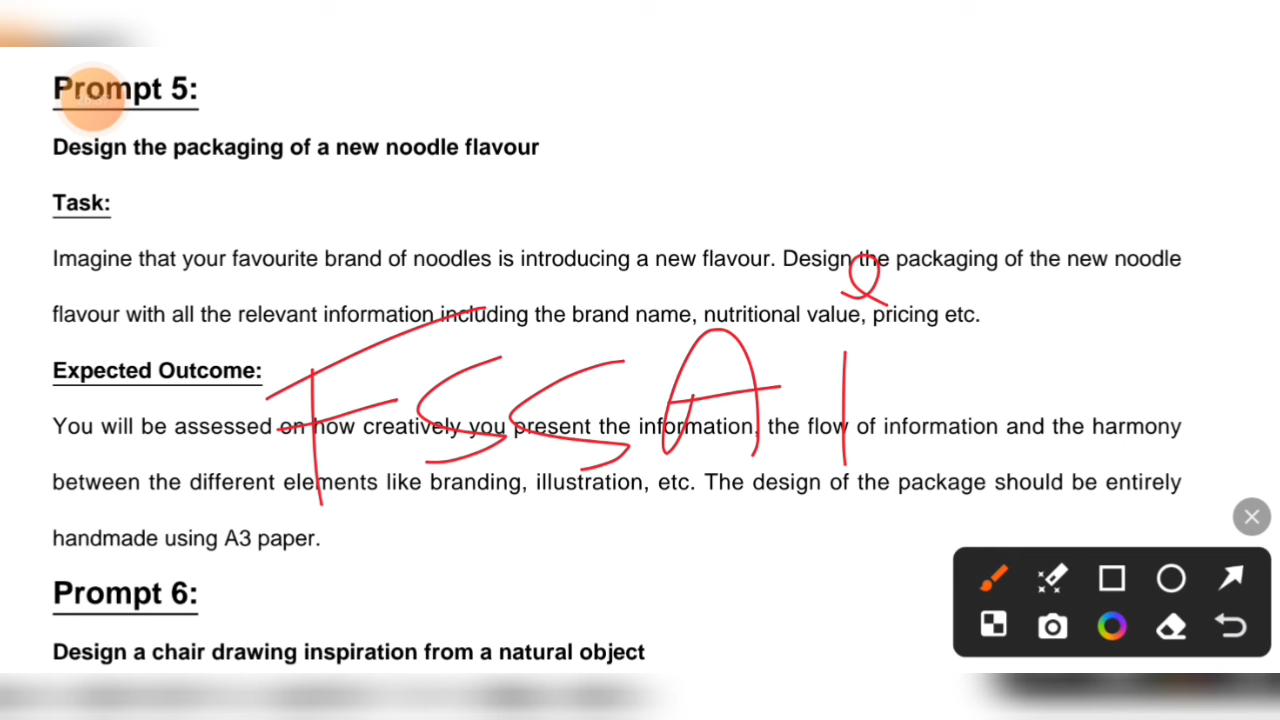 Prompt 5:
Design the packaging of a new noodle flavour
Task:
Imagine that your favourite brand of noodles is introducing a new flavour. Design the packaging of the new noodle
flavour with all the relevant information including the brand name, nutritional value, pricing etc.
Expected Outcome:
FSSAI
You will be assessed on how creatively you present the information, the flow of information and the harmony
between the different elements like branding, illustration, etc. The design of the package should be entirely
handmade using A3 paper.
Prompt 6:
Design a chair drawing inspiration from a natural object